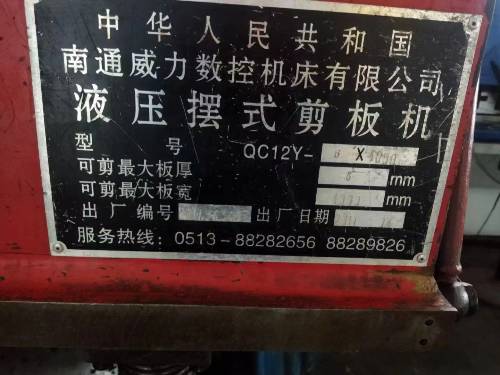 中华人民共和国
南通威力数控机床有限公司
液压摆式剪板机
型 号 QC12Y- X
可剪最大板厚 mm
可剪最大板宽 mm
出厂编号 出厂日期
服务热线: 0513-88282656 88289826